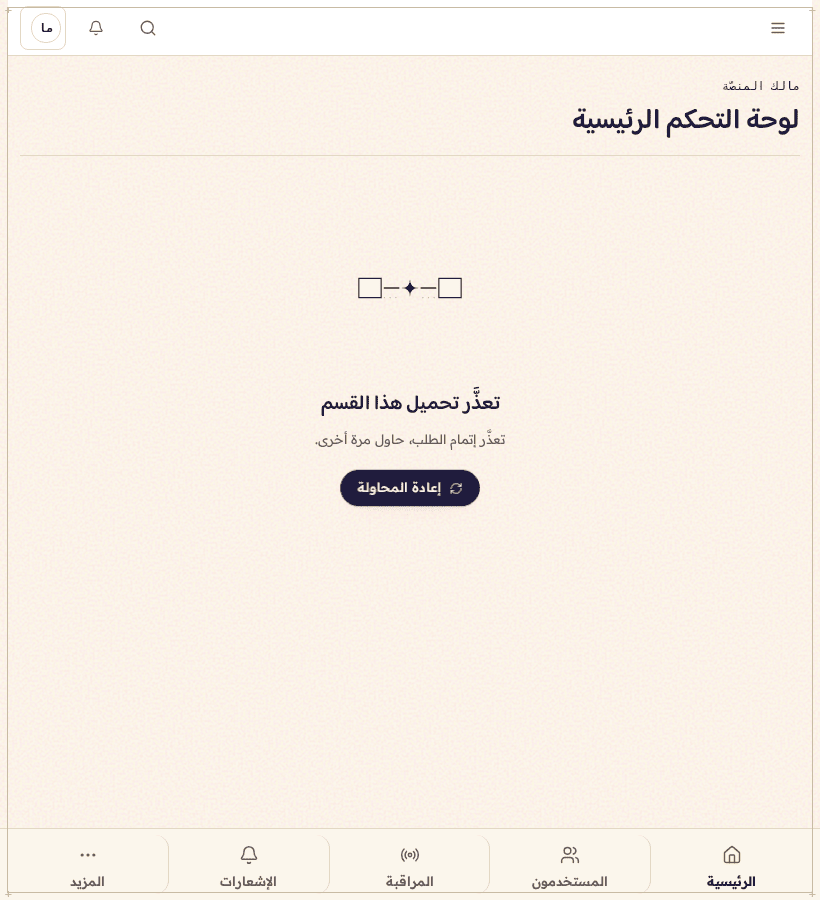 ما
مالك المنصّة
لوحة التحكم الرئيسية
تعذَّر تحميل هذا القسم
تعذَّر إتمام الطلب، حاول مرة أخرى.
إعادة المحاولة
الرئيسية
المستخدمون
المراقبة
الإشعارات
المزيد